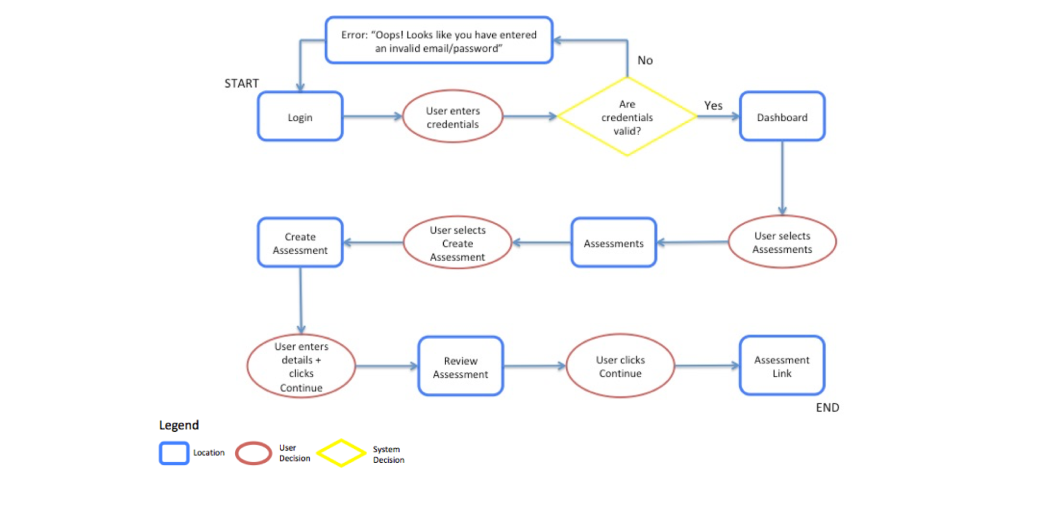 Error: “Oops! Looks like you have entered
an invalid email/password”
No
START
Login
User enters
credentials
Are
credentials
valid?
Yes
Dashboard
Create
Assessment
User selects
Create
Assessment
Assessments
User selects
Assessments
User enters
details +
clicks
Continue
Review
Assessment
User clicks
Continue
Assessment
Link
END
Legend
Location
User
Decision
System
Decision